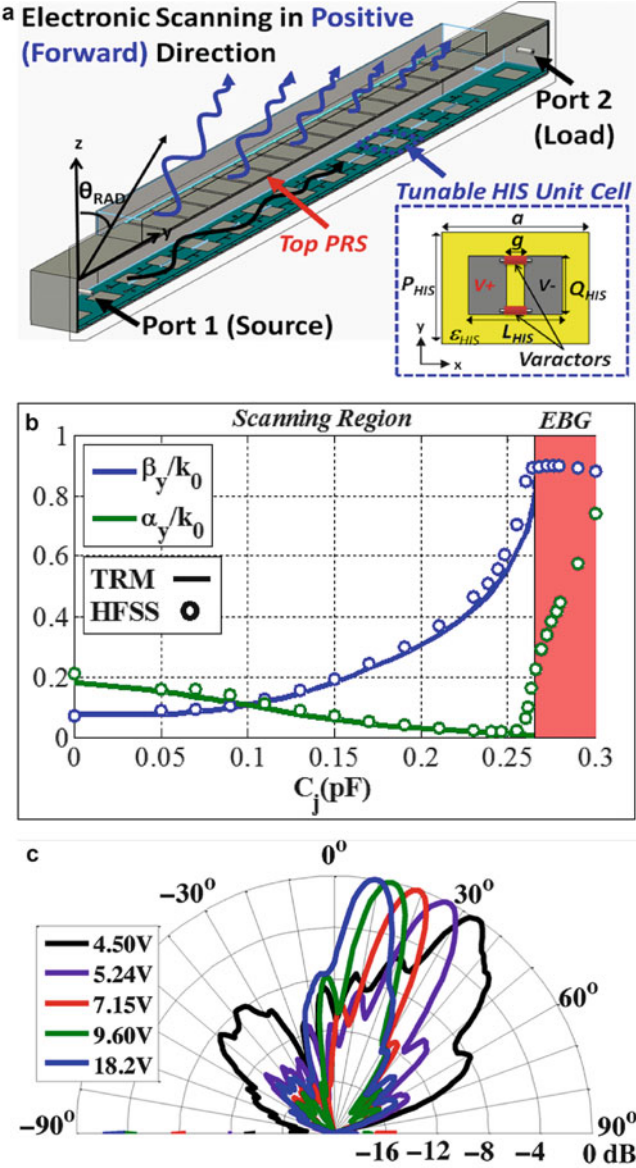 a Electronic Scanning in Positive
(Forward) Direction
Port 2
(Load)
z
θRAD
y
Tunable HIS Unit Cell
Top PRS
Port 1 (Source)
a
g
PHIS
V+
V-
QHIS
εHIS
LHIS
y
x
Varactors
b
Scanning Region
EBG
1
0.8
0.6
0.4
0.2
0
βy/k0
αy/k0
TRM
HFSS
0
0.05
0.1
0.15
0.2
0.25
0.3
Cj(pF)
c
0°
−30°
30°
60°
−90°
90°
4.50V
5.24V
7.15V
9.60V
18.2V
−16
−12
−8
−4
0 dB